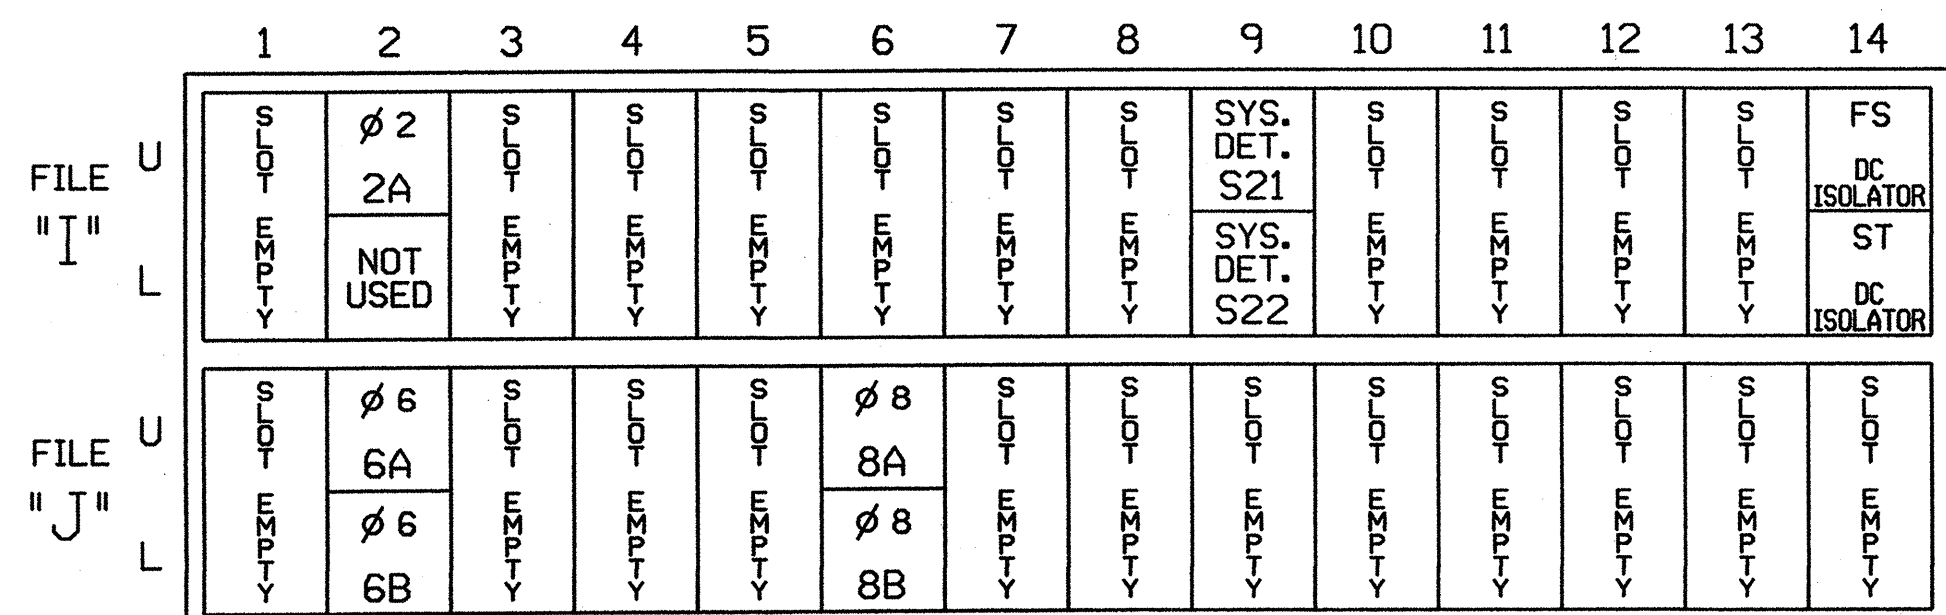 1 2 3 4 5 6 7 8 9 10 11 12 13 14
FILE "I"
U
L
SLOT EMPTY
ø 2
2A
NOT USED
SLOT EMPTY
SLOT EMPTY
SLOT EMPTY
SLOT EMPTY
SLOT EMPTY
SLOT EMPTY
SYS.
DET.
S21
SYS.
DET.
S22
SLOT EMPTY
SLOT EMPTY
SLOT EMPTY
SLOT EMPTY
FS
DC
ISOLATOR
ST
DC
ISOLATOR
FILE "J"
U
L
SLOT EMPTY
ø 6
6A
ø 6
6B
SLOT EMPTY
SLOT EMPTY
SLOT EMPTY
ø 8
8A
ø 8
8B
SLOT EMPTY
SLOT EMPTY
SLOT EMPTY
SLOT EMPTY
SLOT EMPTY
SLOT EMPTY
SLOT EMPTY
SLOT EMPTY